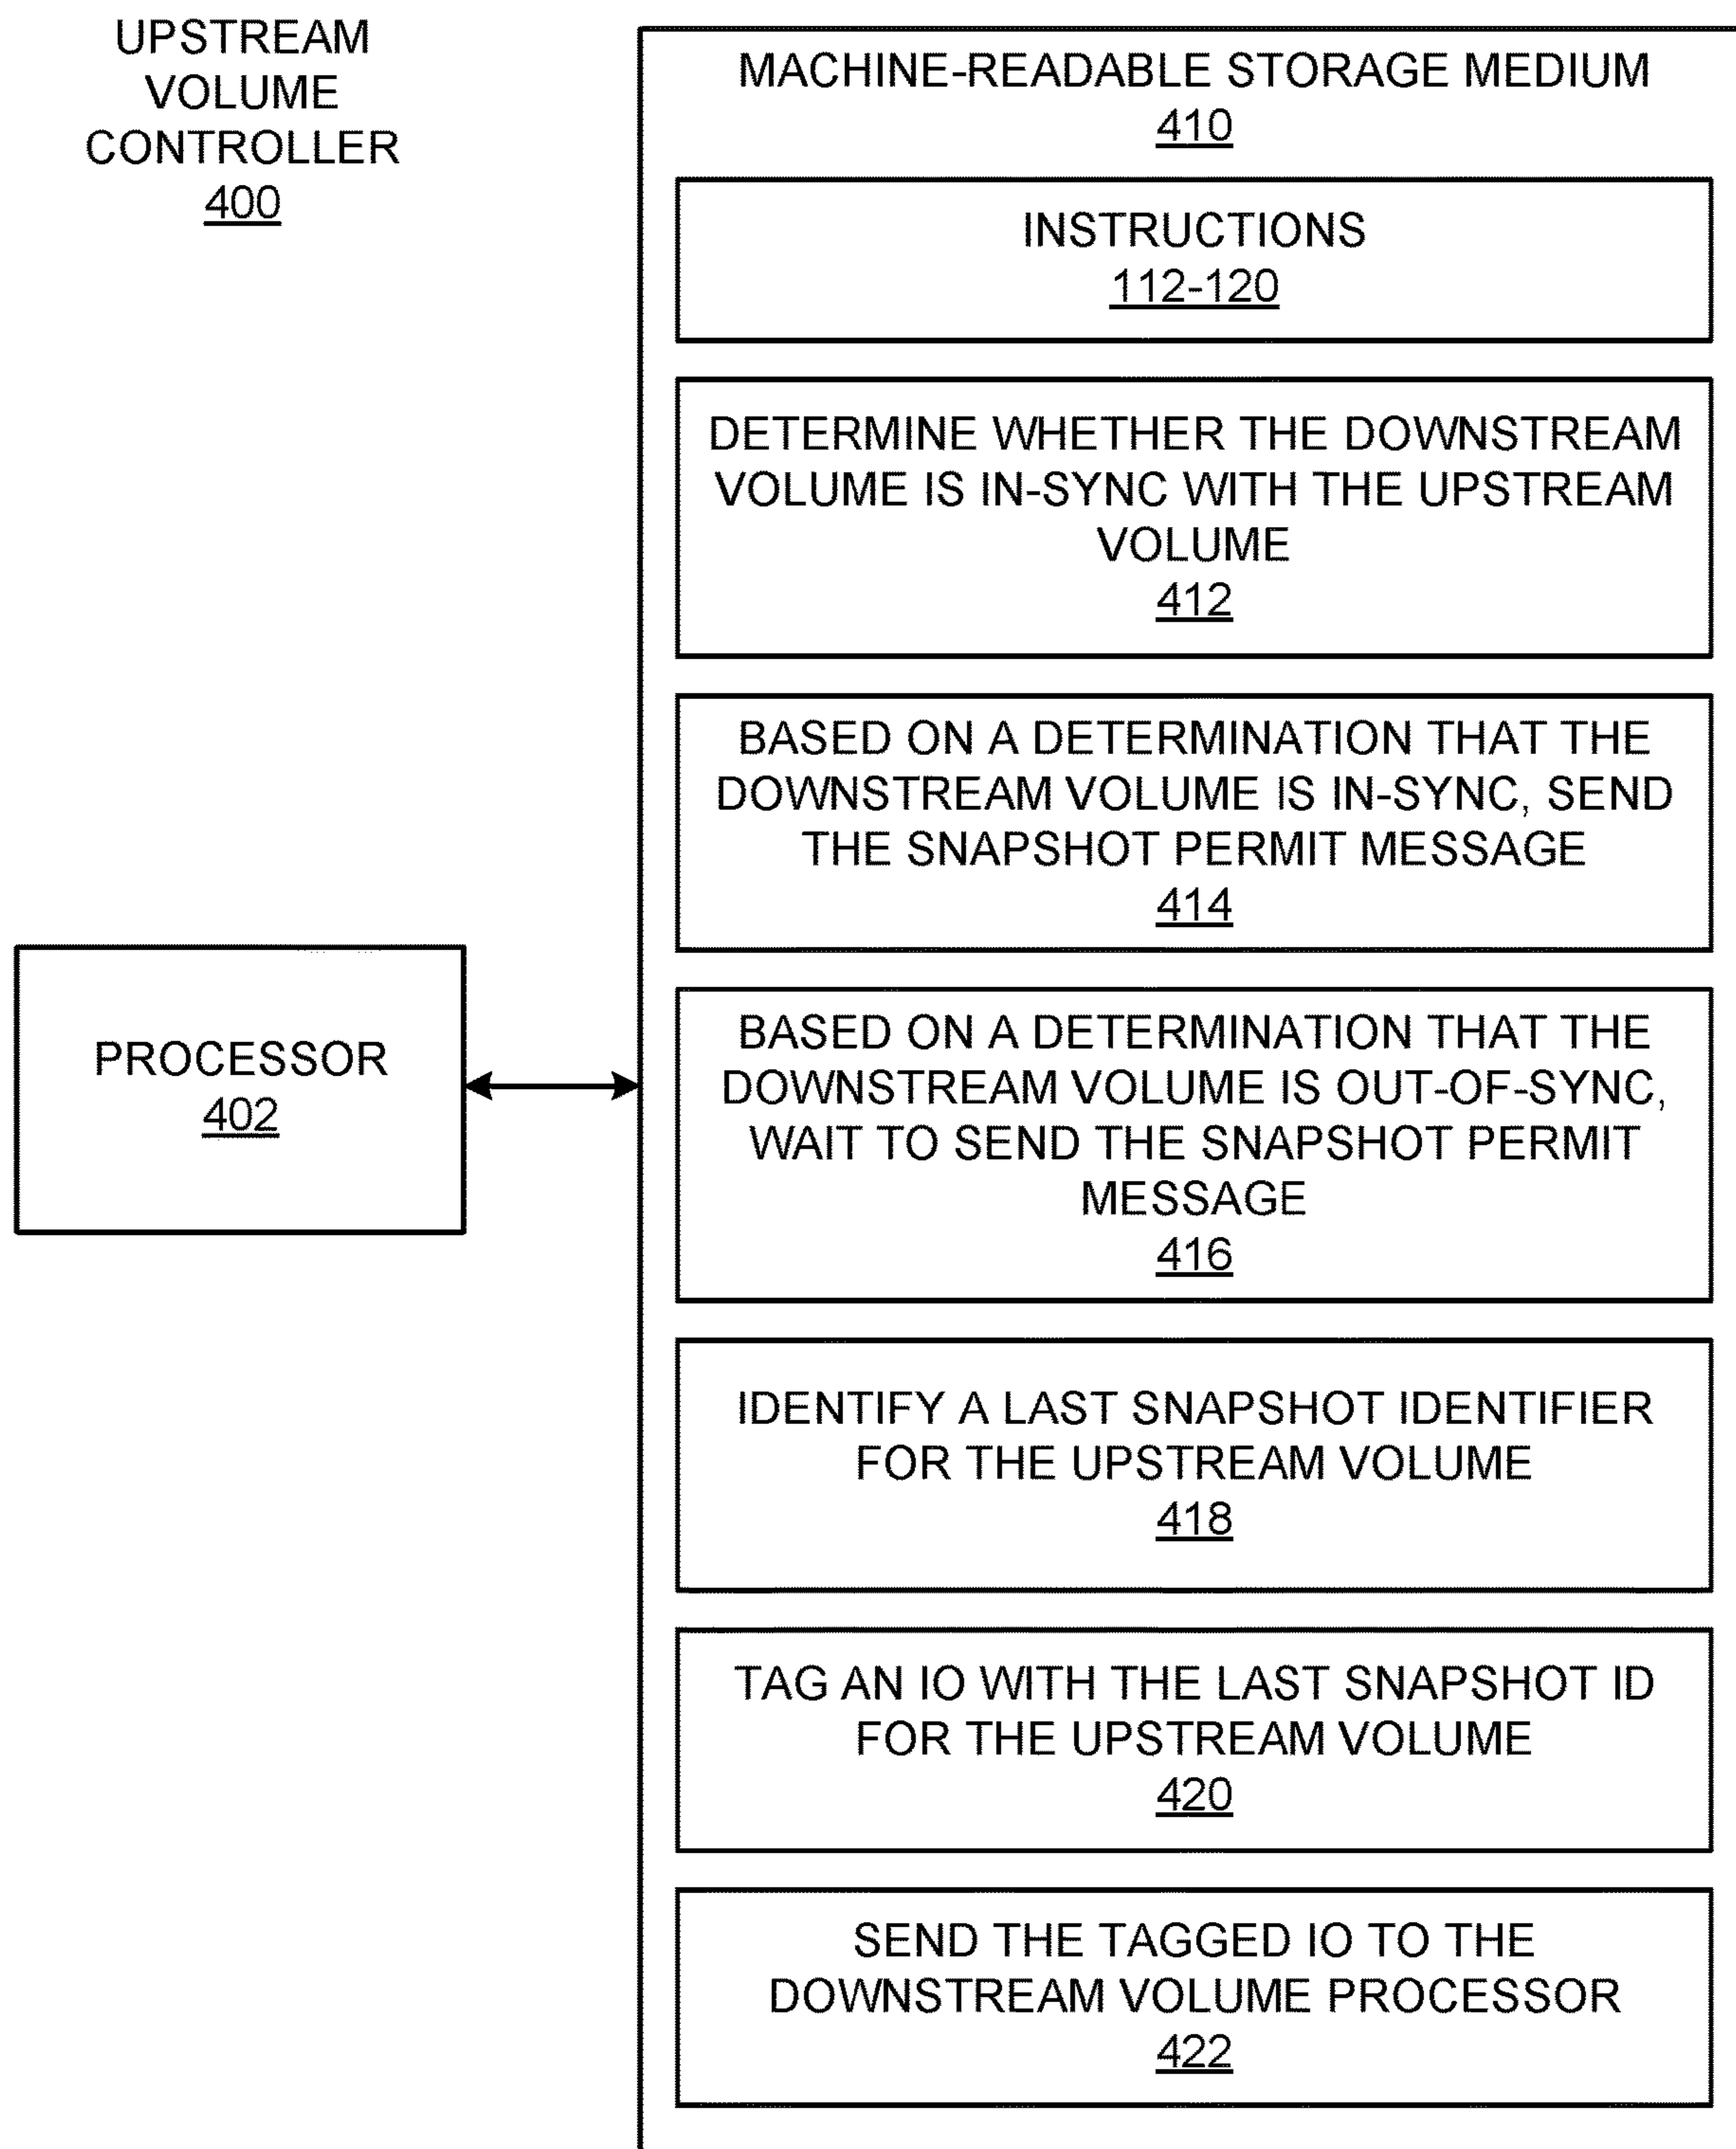 UPSTREAM
VOLUME
CONTROLLER
400
MACHINE-READABLE STORAGE MEDIUM
410
INSTRUCTIONS
112-120
DETERMINE WHETHER THE DOWNSTREAM
VOLUME IS IN-SYNC WITH THE UPSTREAM
VOLUME
412
BASED ON A DETERMINATION THAT THE
DOWNSTREAM VOLUME IS IN-SYNC, SEND
THE SNAPSHOT PERMIT MESSAGE
414
PROCESSOR
402
BASED ON A DETERMINATION THAT THE
DOWNSTREAM VOLUME IS OUT-OF-SYNC,
WAIT TO SEND THE SNAPSHOT PERMIT
MESSAGE
416
IDENTIFY A LAST SNAPSHOT IDENTIFIER
FOR THE UPSTREAM VOLUME
418
TAG AN IO WITH THE LAST SNAPSHOT ID
FOR THE UPSTREAM VOLUME
420
SEND THE TAGGED IO TO THE
DOWNSTREAM VOLUME PROCESSOR
422